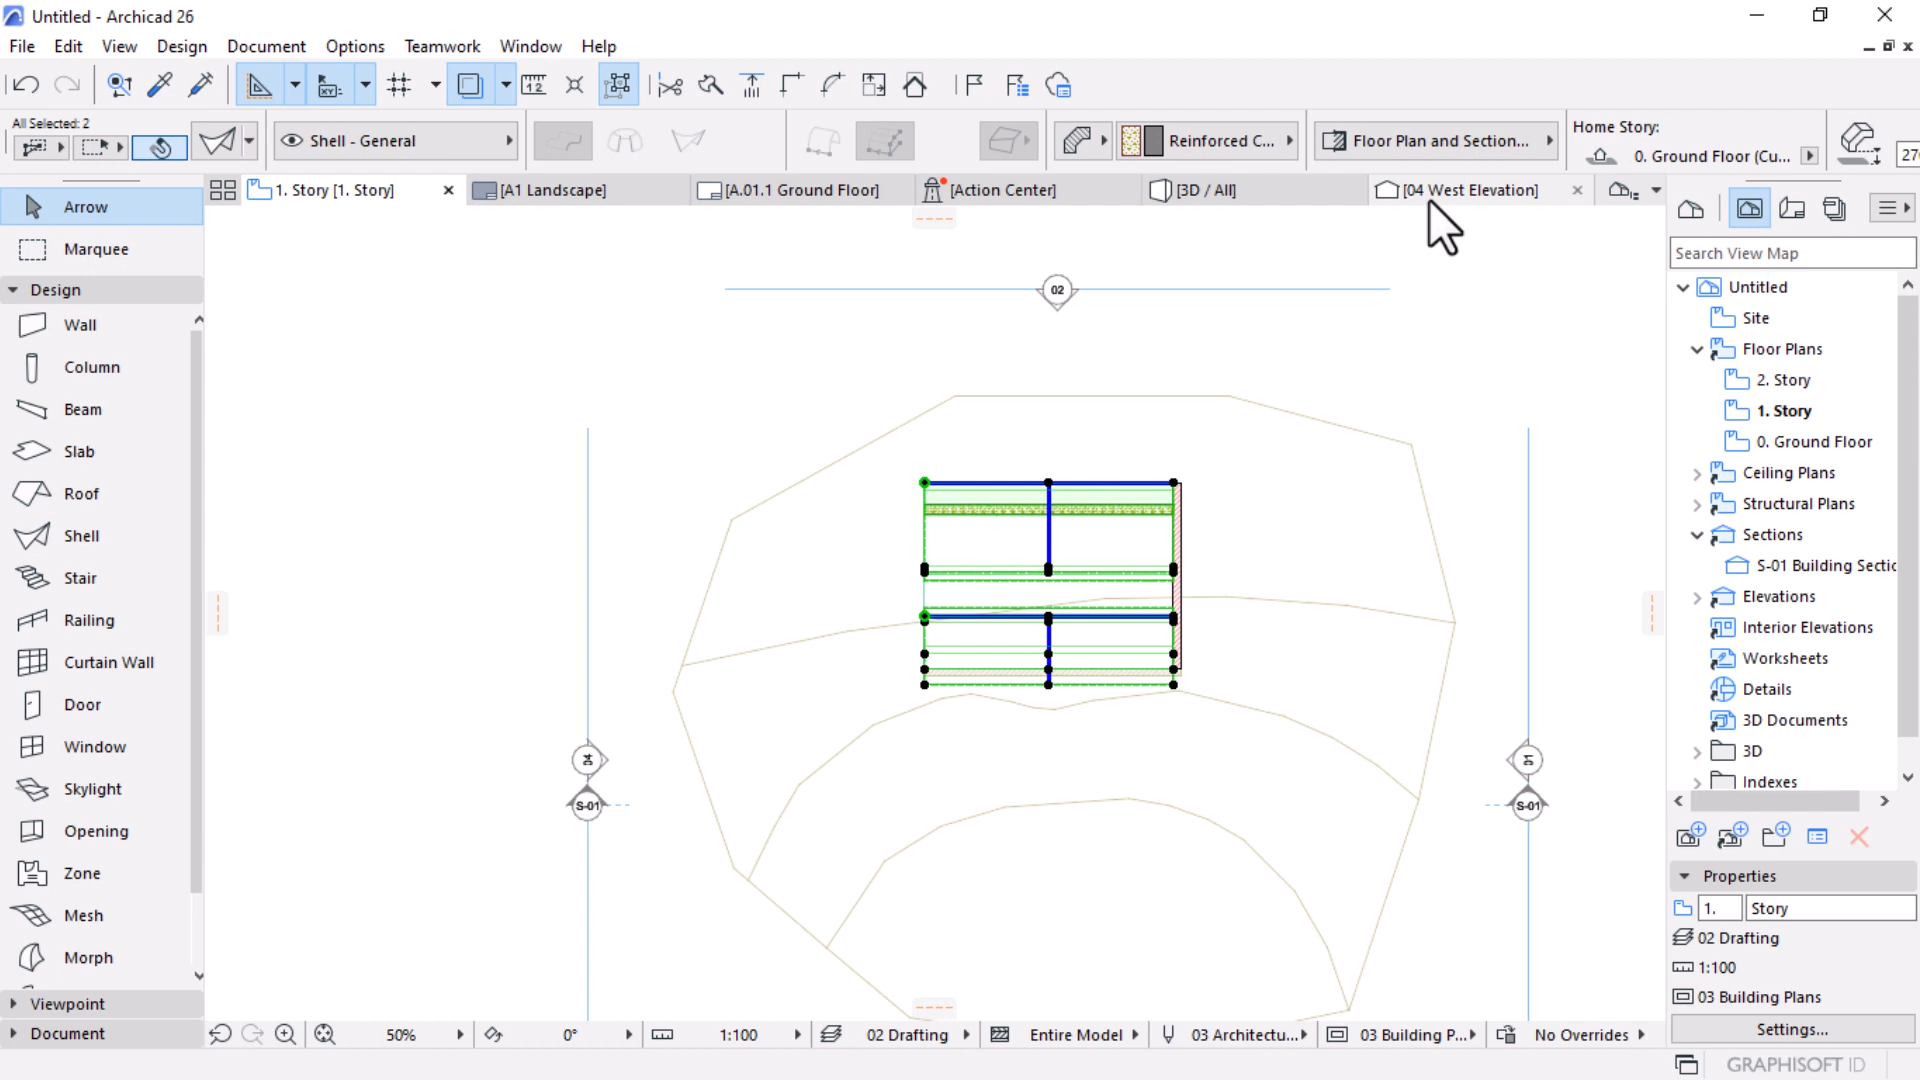 Untitled - Archicad 26
File Edit View Design Document Options Teamwork Window Help
All Selected: 2
Shell - General
Reinforced C...
Floor Plan and Section...
Home Story:
0. Ground Floor (Cu...
27
1. Story [1. Story]
[A1 Landscape]
[A.01.1 Ground Floor]
[Action Center]
[3D / All]
[04 West Elevation]
Arrow
Marquee
Design
Wall
Column
Beam
Slab
Roof
Shell
Stair
Railing
Curtain Wall
Door
Window
Skylight
Opening
Zone
Mesh
Morph
Viewpoint
Document
02
S-01
S-01
Search View Map
Untitled
Site
Floor Plans
2. Story
1. Story
0. Ground Floor
Ceiling Plans
Structural Plans
Sections
S-01 Building Sectic
Elevations
Interior Elevations
Worksheets
Details
3D Documents
3D
Indexes
Properties
1. Story
02 Drafting
1:100
03 Building Plans
Settings...
50% 0° 1:100 02 Drafting Entire Model 03 Architectu... 03 Building P... No Overrides
GRAPHISOFT ID